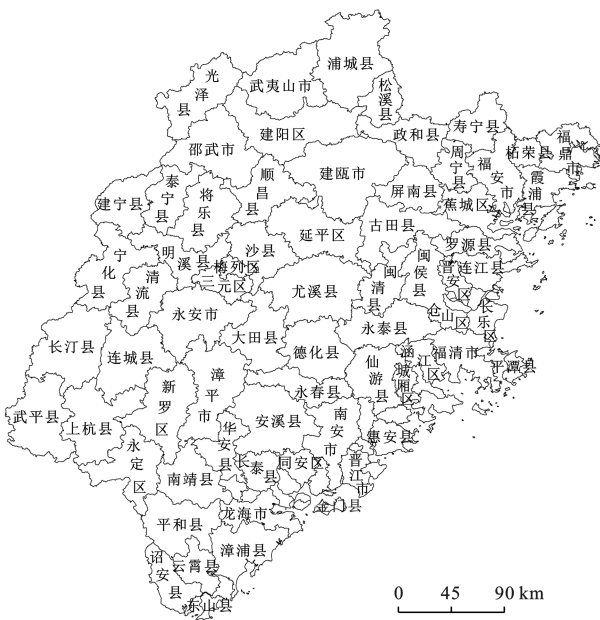 浦城县
光泽县
武夷山市
松溪县
建阳区
政和县
寿宁县
福鼎市
柘荣县
邵武市
周宁县
福安市
霞浦县
顺昌县
建瓯市
屏南县
泰宁县
将乐县
建宁县
蕉城区
古田县
延平区
罗源县
宁化县
明溪县
沙县
梅列区
三元区
闽侯县
闽清县
晋安区
连江县
清流县
尤溪县
永安市
仓山区
长乐区
永泰县
大田县
长汀县
连城县
德化县
仙游县
涵江区
城厢区
福清市
平潭县
新罗区
漳平市
永春县
武平县
上杭县
华安县
安溪县
南安市
惠安县
永定区
南靖县
长泰县
同安区
晋江市
金门县
龙海市
平和县
漳浦县
诏安县
云霄县
东山县
0 45 90 km